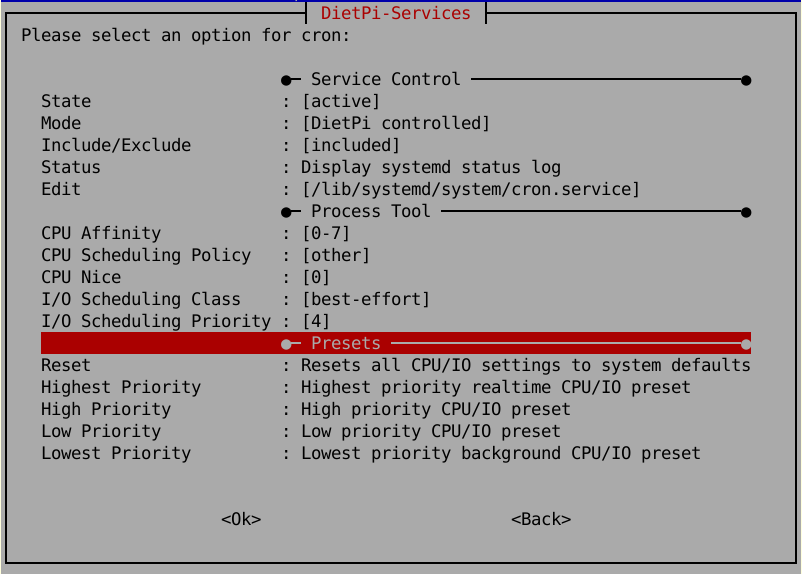 DietPi-Services
Please select an option for cron:
Service Control
State : [active]
Mode : [DietPi controlled]
Include/Exclude : [included]
Status : Display systemd status log
Edit : [/lib/systemd/system/cron.service]
Process Tool
CPU Affinity : [0-7]
CPU Scheduling Policy : [other]
CPU Nice : [0]
I/O Scheduling Class : [best-effort]
I/O Scheduling Priority : [4]
Presets
Reset : Resets all CPU/IO settings to system defaults
Highest Priority : Highest priority realtime CPU/IO preset
High Priority : High priority CPU/IO preset
Low Priority : Low priority CPU/IO preset
Lowest Priority : Lowest priority background CPU/IO preset
<Ok> <Back>